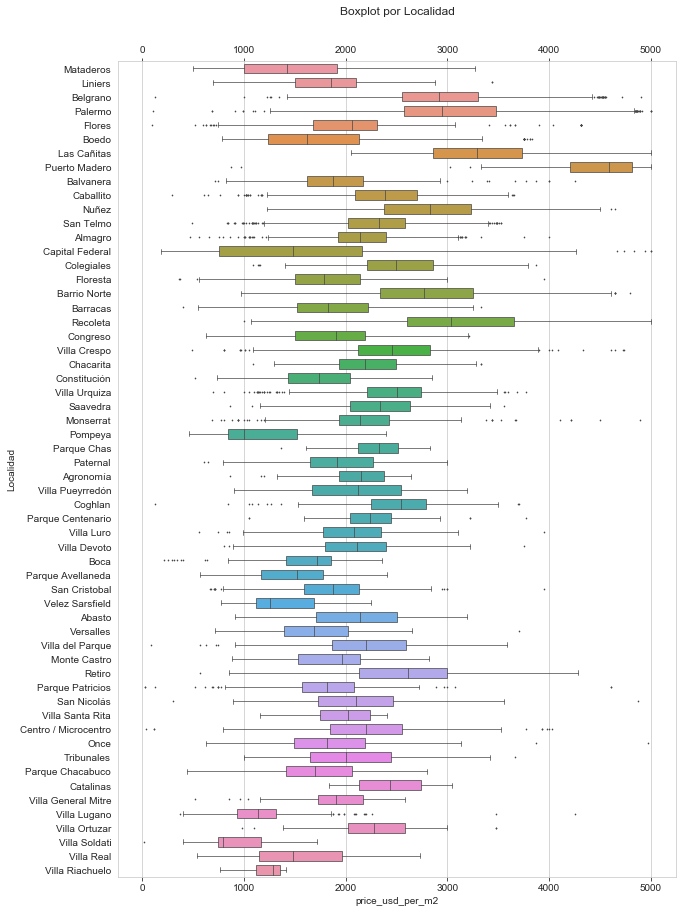 Boxplot por Localidad
0 1000 2000 3000 4000 5000
Mataderos
Liniers
Belgrano
Palermo
Flores
Boedo
Las Cañitas
Puerto Madero
Balvanera
Caballito
Nuñez
San Telmo
Almagro
Capital Federal
Colegiales
Floresta
Barrio Norte
Barracas
Recoleta
Congreso
Villa Crespo
Chacarita
Constitución
Villa Urquiza
Saavedra
Monserrat
Pompeya
Parque Chas
Paternal
Agronomia
Villa Pueyrredón
Coghlan
Parque Centenario
Villa Luro
Villa Devoto
Boca
Parque Avellaneda
San Cristobal
Velez Sarsfield
Abasto
Versalles
Villa del Parque
Monte Castro
Retiro
Parque Patricios
San Nicolás
Villa Santa Rita
Centro / Microcentro
Once
Tribunales
Parque Chacabuco
Catalinas
Villa General Mitre
Villa Lugano
Villa Ortuzar
Villa Soldati
Villa Real
Villa Riachuelo
Localidad
0 1000 2000 3000 4000 5000
price_usd_per_m2